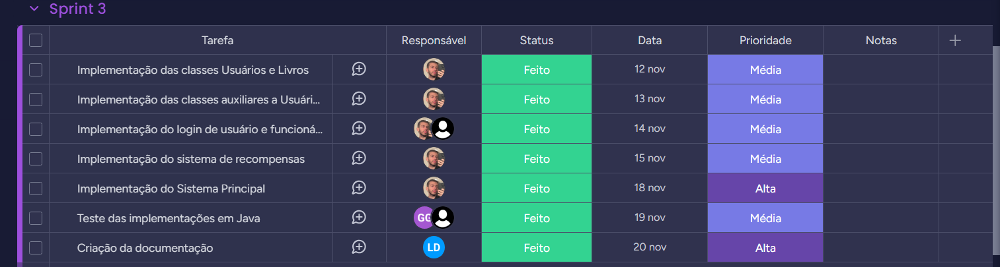 Sprint 3
Tarefa Responsável Status Data Prioridade Notas
Implementação das classes Usuários e Livros Feito 12 nov Média
Implementação das classes auxiliares a Usuári... Feito 13 nov Média
Implementação do login de usuário e funcioná... Feito 14 nov Média
Implementação do sistema de recompensas Feito 15 nov Média
Implementação do Sistema Principal Feito 18 nov Alta
Teste das implementações em Java GG Feito 19 nov Média
Criação da documentação LD Feito 20 nov Alta